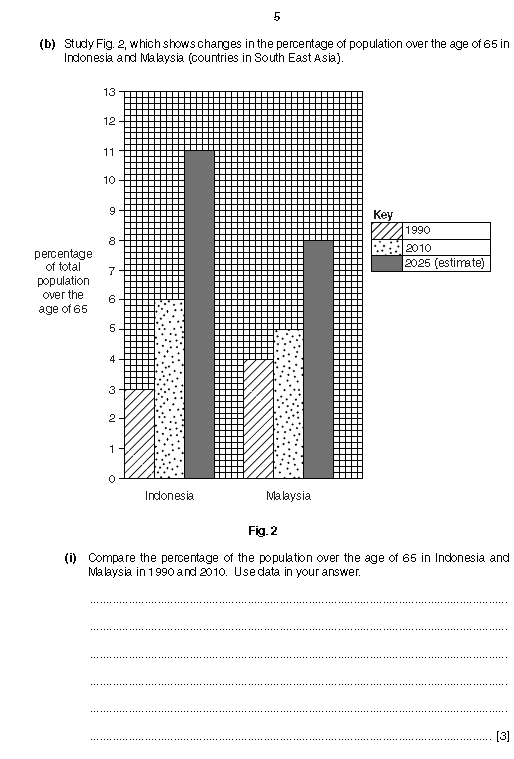 5
(b) Study Fig. 2, which shows changes in the percentage of population over the age of 65 in
Indonesia and Malaysia (countries in South East Asia).
13
12
11
10
9
8
7
6
5
4
3
2
1
0
percentage
of total
population
over the
age of 65
Indonesia
Malaysia
Key
1990
2010
2025 (estimate)
Fig. 2
(i) Compare the percentage of the population over the age of 65 in Indonesia and
Malaysia in 1990 and 2010. Use data in your answer.
[3]